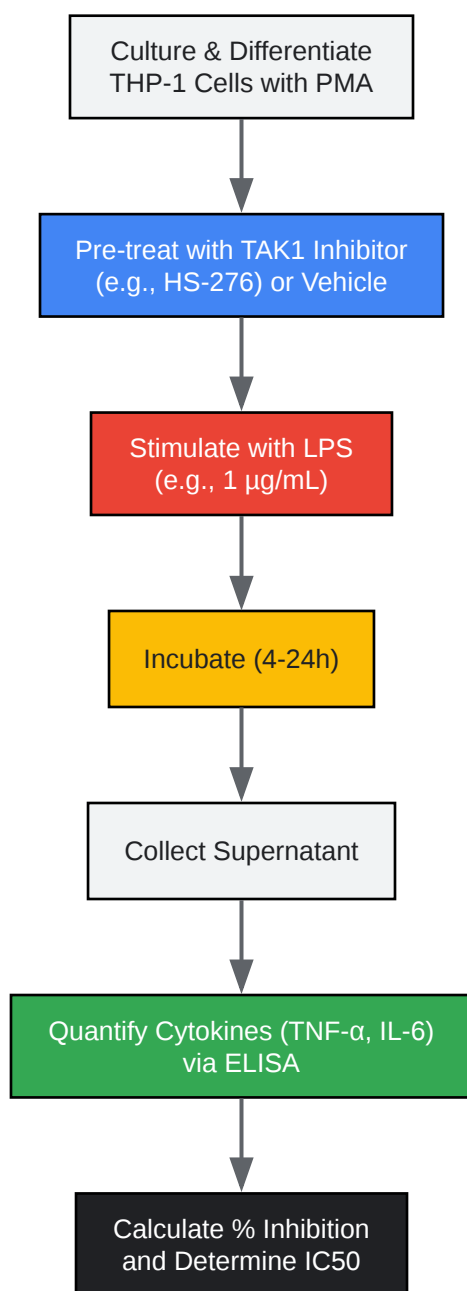 Culture & Differentiate
THP-1 Cells with PMA
Pre-treat with TAK1 Inhibitor
(e.g., HS-276) or Vehicle
Stimulate with LPS
(e.g., 1 µg/mL)
Incubate (4-24h)
Collect Supernatant
Quantify Cytokines (TNF-α, IL-6)
via ELISA
Calculate % Inhibition
and Determine IC50